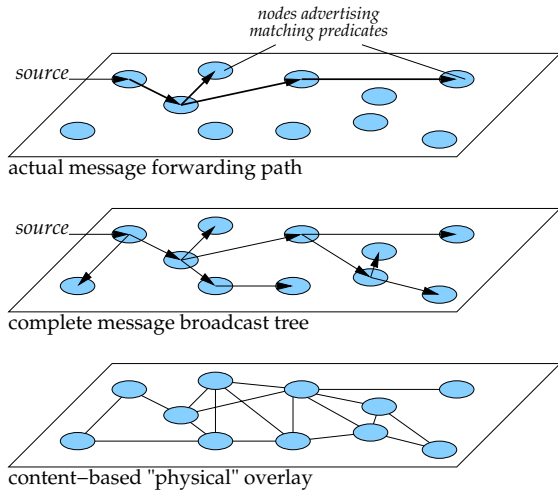 nodes advertising
matching predicates
source
actual message forwarding path
source
complete message broadcast tree
content−based "physical" overlay